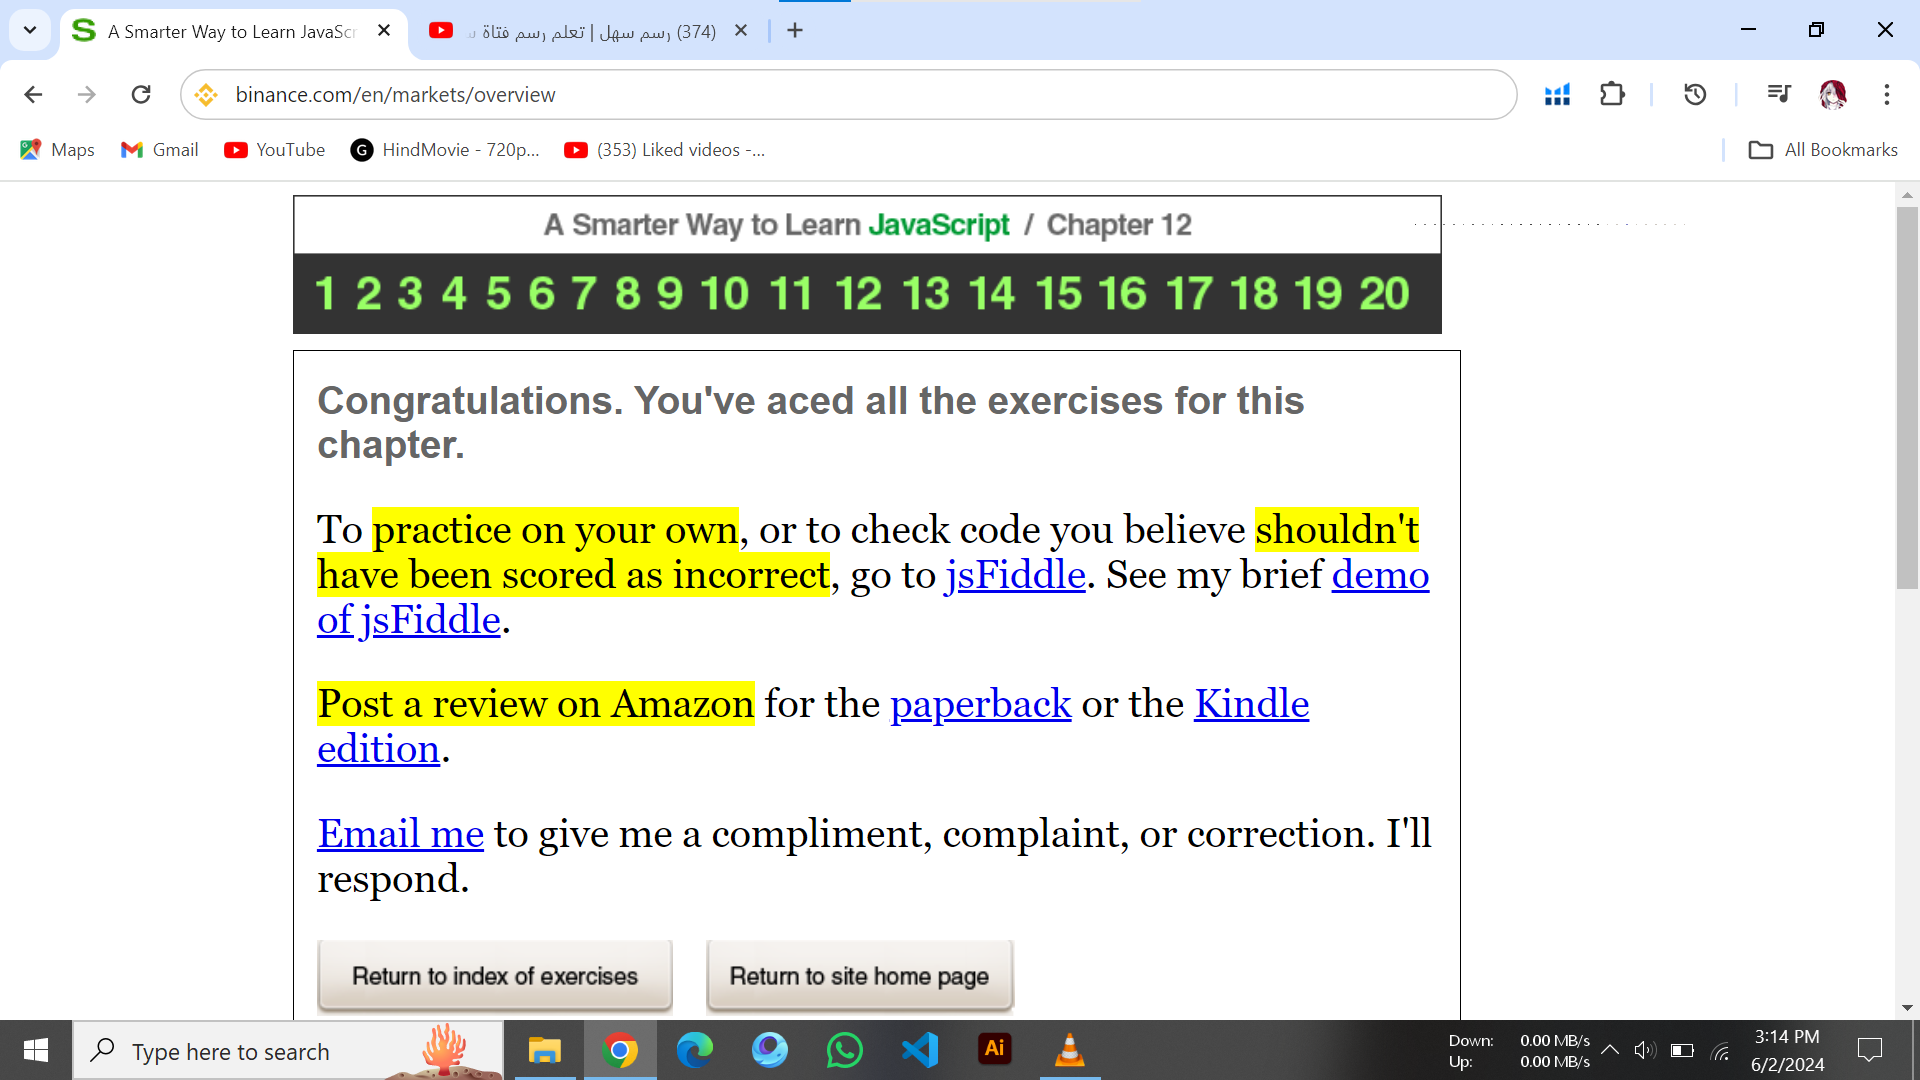 A Smarter Way to Learn JavaScr
(374) رسم سهل | تعلم رسم فتاة س
binance.com/en/markets/overview
Maps
Gmail
YouTube
G
HindMovie - 720p...
(353) Liked videos -...
All Bookmarks
A Smarter Way to Learn JavaScript / Chapter 12
1 2 3 4 5 6 7 8 9 10 11 12 13 14 15 16 17 18 19 20
Congratulations. You've aced all the exercises for this
chapter.
To practice on your own, or to check code you believe shouldn't
have been scored as incorrect, go to jsFiddle. See my brief demo
of jsFiddle.
Post a review on Amazon for the paperback or the Kindle
edition.
Email me to give me a compliment, complaint, or correction. I'll
respond.
Return to index of exercises
Return to site home page
Type here to search
Ai
Down: 0.00 MB/s
Up: 0.00 MB/s
3:14 PM
6/2/2024